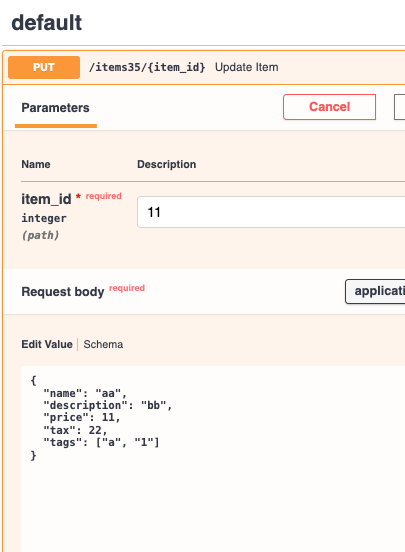 default
PUT /items35/{item_id} Update Item
Parameters Cancel
Name Description
item_id * required 11
integer
(path)
Request body required applicati
Edit Value Schema
{
"name": "aa",
"description": "bb",
"price": 11,
"tax": 22,
"tags": ["a", "1"]
}